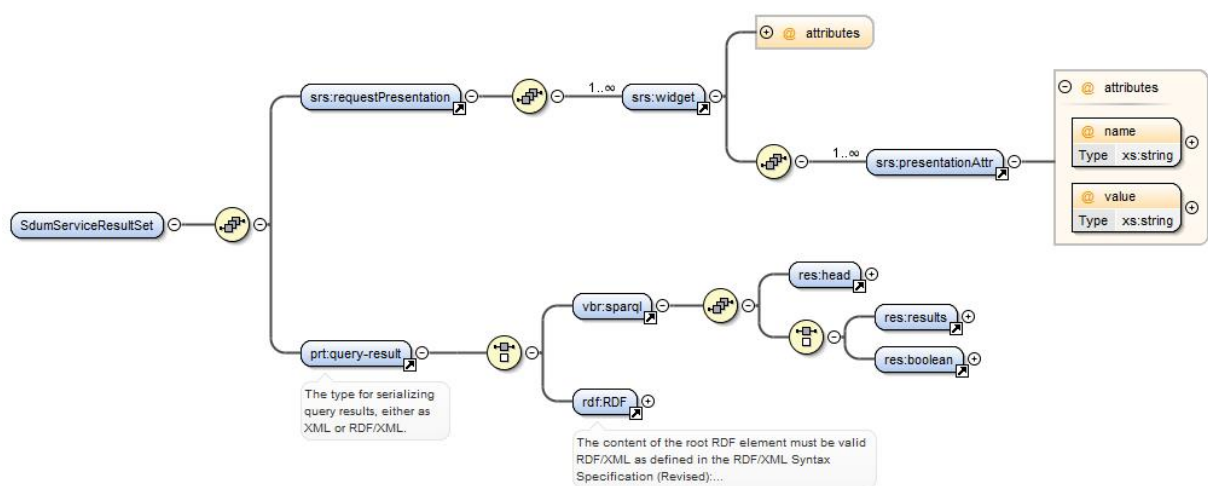 @ attributes
srs:requestPresentation
1..∞
srs:widget
@ attributes
@ name
Type xs:string
1..∞
srs:presentationAttr
@ value
Type xs:string
SdumServiceResultSet
res:head
vbr:sparql
res:results
prt:query-result
res:boolean
The type for serializing
query results, either as
XML or RDF/XML.
rdf:RDF
The content of the root RDF element must be valid
RDF/XML as defined in the RDF/XML Syntax
Specification (Revised):...